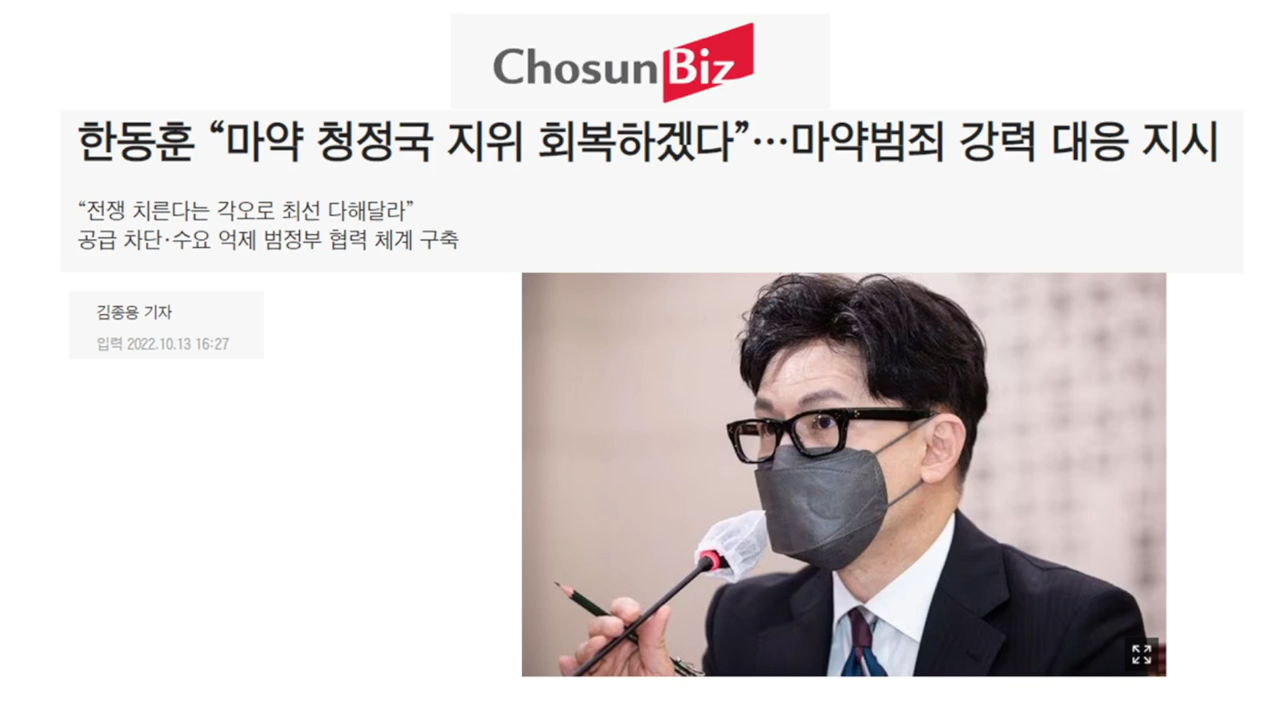 ChosunBiz
한동훈 “마약 청정국 지위 회복하겠다”…마약범죄 강력 대응 지시
“전쟁 치른다는 각오로 최선 다해달라”
공급 차단·수요 억제 범정부 협력 체계 구축
김종용 기자
입력 2022.10.13 16:27